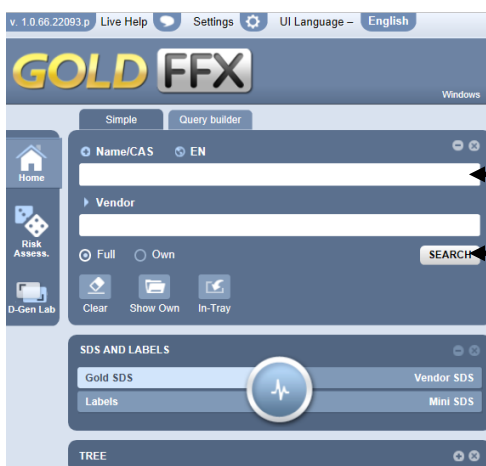 v. 1.0.66.22093.p Live Help Settings UI Language – English
GOLD FFX
Windows
Simple Query builder
Name/CAS EN
Home
Vendor
Risk Assess.
Full Own SEARCH
D-Gen Lab
Clear Show Own In-Tray
SDS AND LABELS
Gold SDS Vendor SDS
Labels Mini SDS
TREE